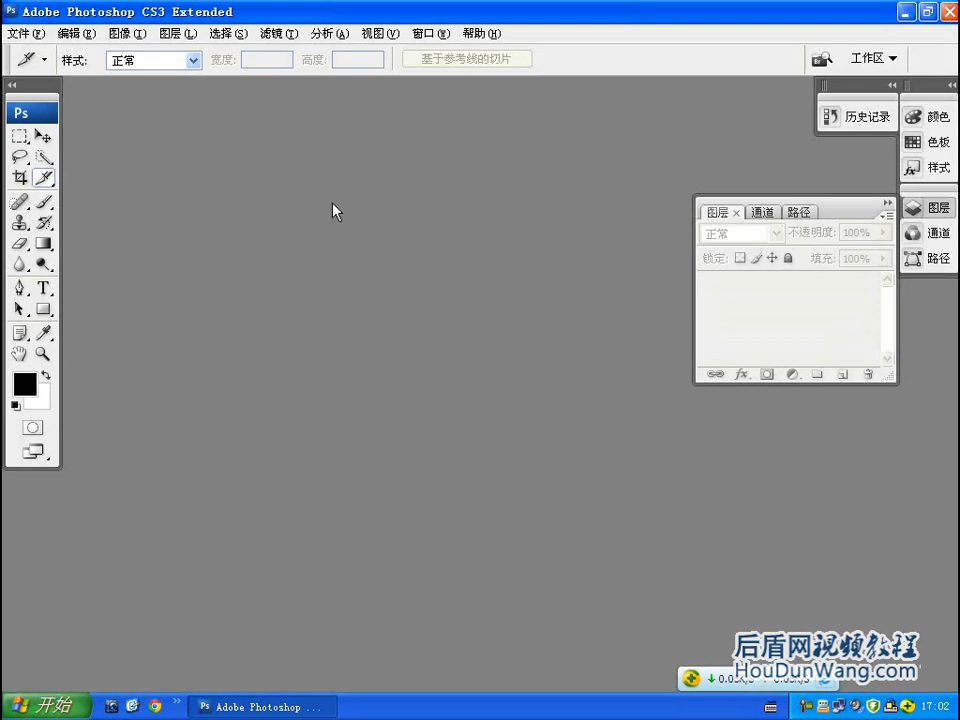 Adobe Photoshop CS3 Extended
文件(F) 编辑(E) 图像(I) 图层(L) 选择(S) 滤镜(T) 分析(A) 视图(V) 窗口(W) 帮助(H)
样式: 正常 宽度: 高度: 基于参考线的切片 工作区
Ps
历史记录
颜色
色板
样式
图层
通道
路径
图层 × 通道 路径
正常 不透明度: 100%
锁定: 填充: 100%
T
后盾网视频教程
HouDunWang.com
开始 Adobe Photoshop ... 17:02